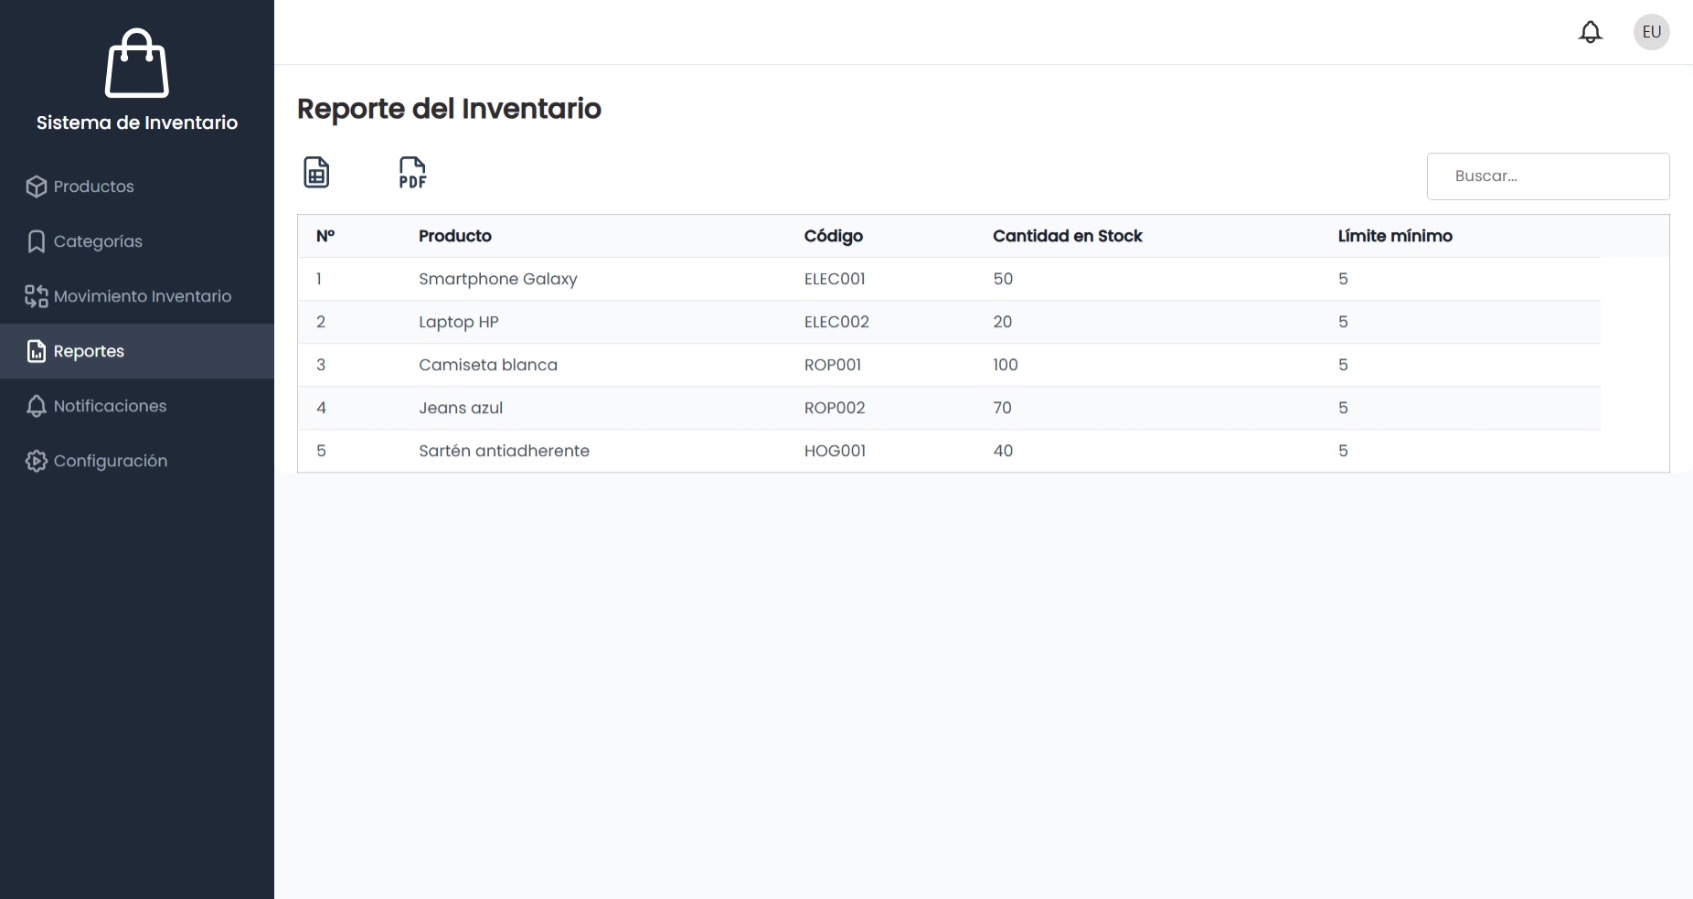 EU
Sistema de Inventario
Productos
Categorías
Movimiento Inventario
Reportes
Notificaciones
Configuración
Reporte del Inventario
PDF
Buscar...
Nº Producto Código Cantidad en Stock Límite mínimo
1 Smartphone Galaxy ELEC001 50 5
2 Laptop HP ELEC002 20 5
3 Camiseta blanca ROP001 100 5
4 Jeans azul ROP002 70 5
5 Sartén antiadherente HOG001 40 5